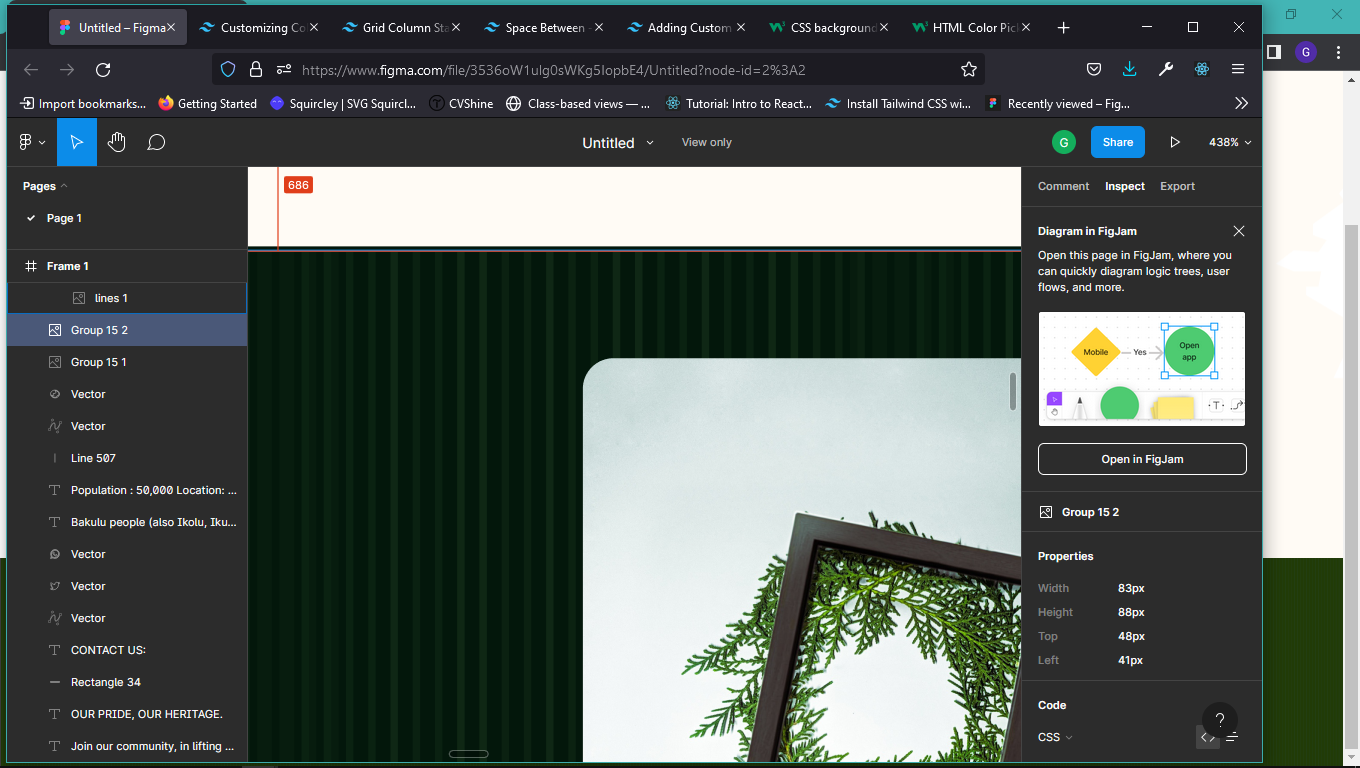 Untitled – Figma
Customizing Co
Grid Column Sta
Space Between -
Adding Custom
CSS background
HTML Color Pick
https://www.figma.com/file/3536oW1ulg0sWKg5IopbE4/Untitled?node-id=2%3A2
G
Import bookmarks...
Getting Started
Squircley | SVG Squircl...
CVShine
Class-based views — ...
Tutorial: Intro to React...
Install Tailwind CSS wi...
Recently viewed – Fig...
Untitled
View only
G
Share
438%
Pages
Page 1
686
Comment
Inspect
Export
Frame 1
lines 1
Group 15 2
Group 15 1
Vector
Vector
Line 507
Population : 50,000 Location: ...
Bakulu people (also Ikolu, Iku...
Vector
Vector
Vector
CONTACT US:
Rectangle 34
OUR PRIDE, OUR HERITAGE.
Join our community, in lifting ...
Diagram in FigJam
Open this page in FigJam, where you
can quickly diagram logic trees, user
flows, and more.
Mobile
Yes
Open
app
T
Open in FigJam
Group 15 2
Properties
Width 83px
Height 88px
Top 48px
Left 41px
Code
CSS
?